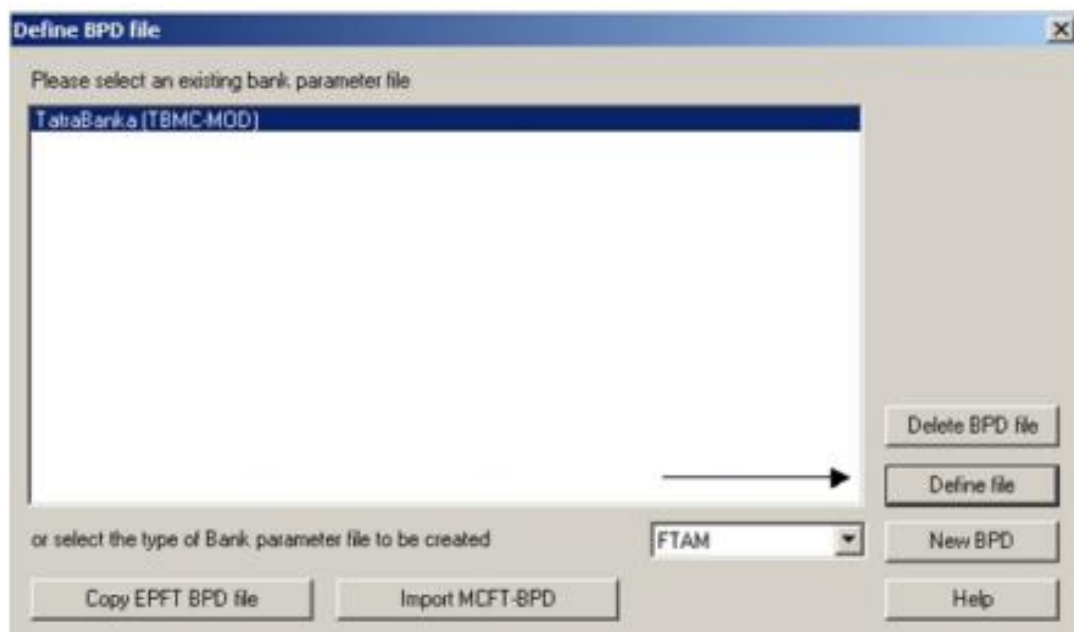 Define BPD file
Please select an existing bank parameter file
TatraBanka (TBMC-MOD)
Delete BPD file
Define file
or select the type of Bank parameter file to be created
FTAM
New BPD
Copy EPFT BPD file
Import MCFT-BPD
Help